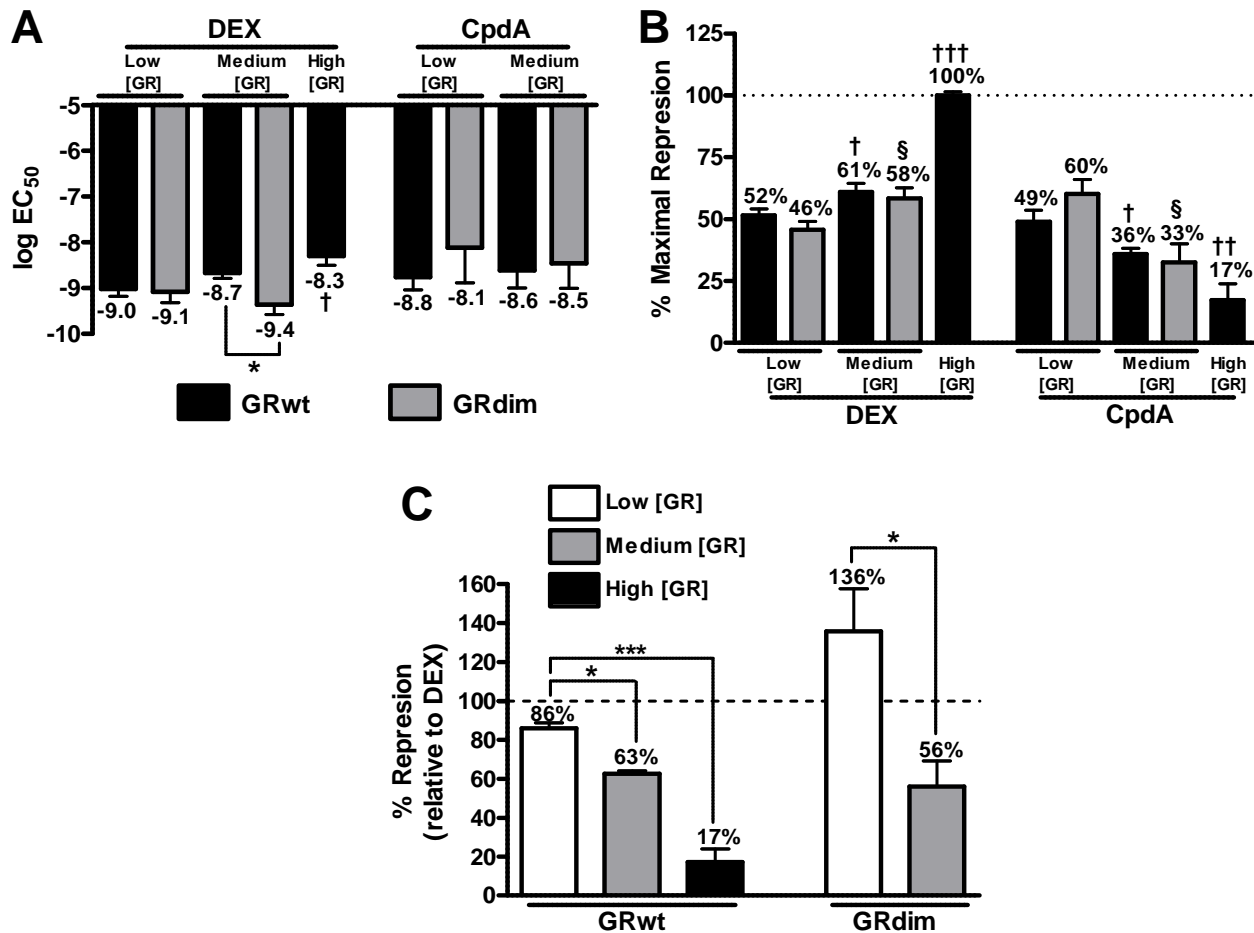 A
DEX
CpdA
Low
[GR]
Medium
[GR]
High
[GR]
Low
[GR]
Medium
[GR]
log EC50
-5
-6
-7
-8
-9
-10
-9.0
-9.1
-8.7
-9.4
-8.3
†
-8.8
-8.1
-8.6
-8.5
*
GRwt
GRdim
B
% Maximal Represion
125
100
75
50
25
0
52%
46%
†
61%
§
58%
†††
100%
49%
60%
†
36%
§
33%
††
17%
Low
[GR]
Medium
[GR]
High
[GR]
Low
[GR]
Medium
[GR]
High
[GR]
DEX
CpdA
C
Low [GR]
Medium [GR]
High [GR]
% Represion
(relative to DEX)
160
140
120
100
80
60
40
20
0
86%
63%
17%
*
***
136%
56%
*
GRwt
GRdim